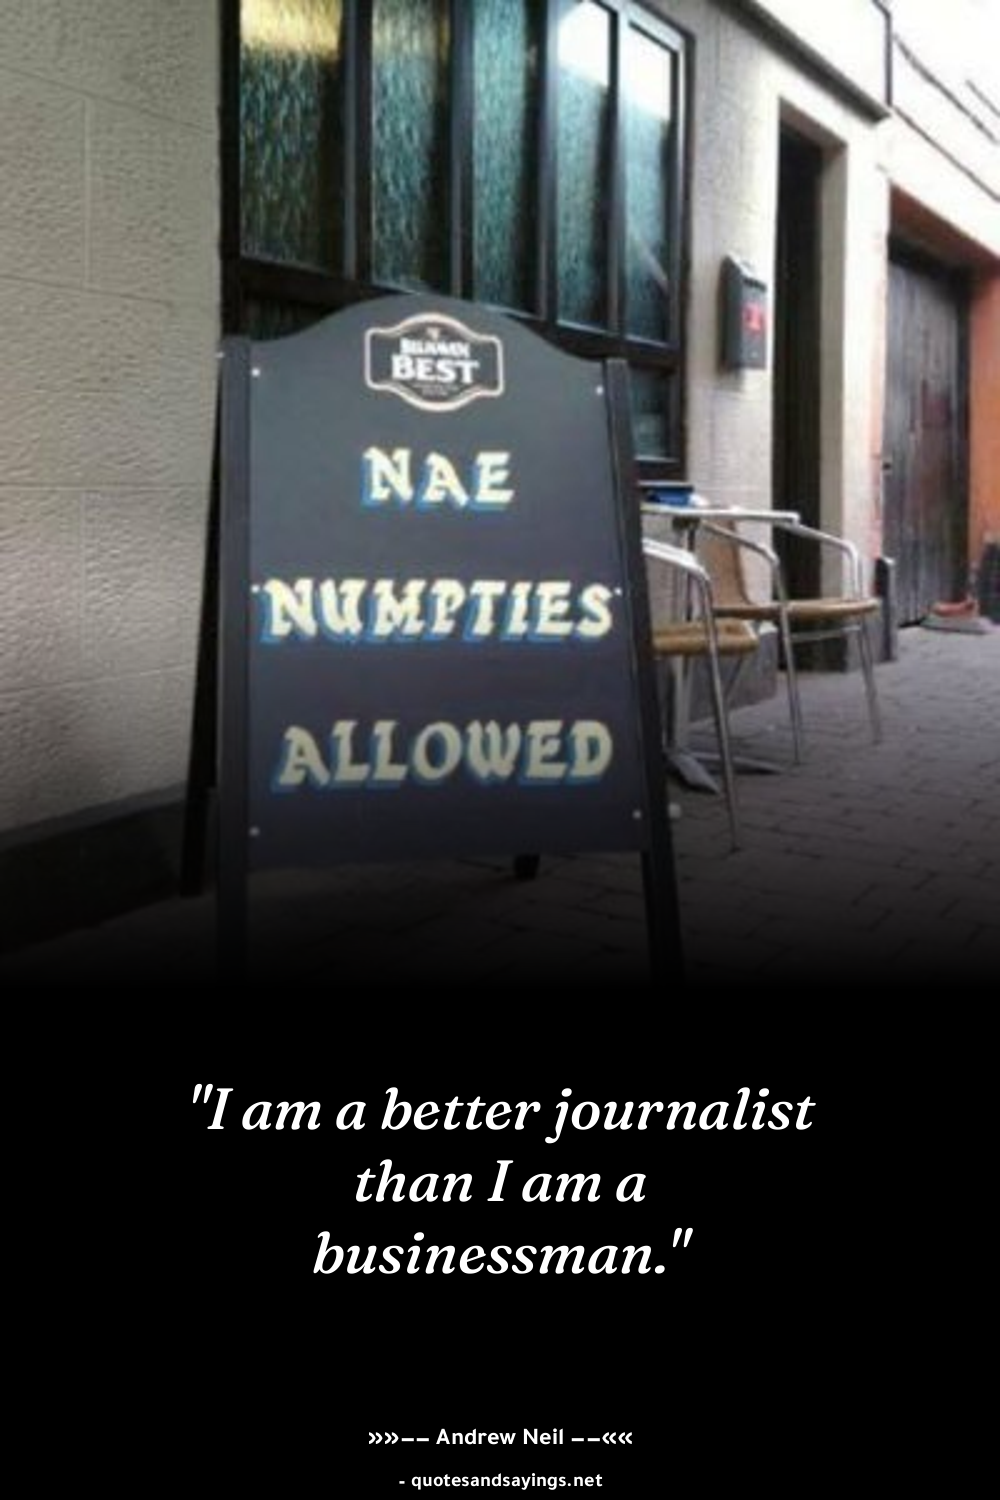 BEST
NAE
NUMPTIES
ALLOWED
"I am a better journalist
than I am a
businessman."
»»–– Andrew Neil ––««
- quotesandsayings.net